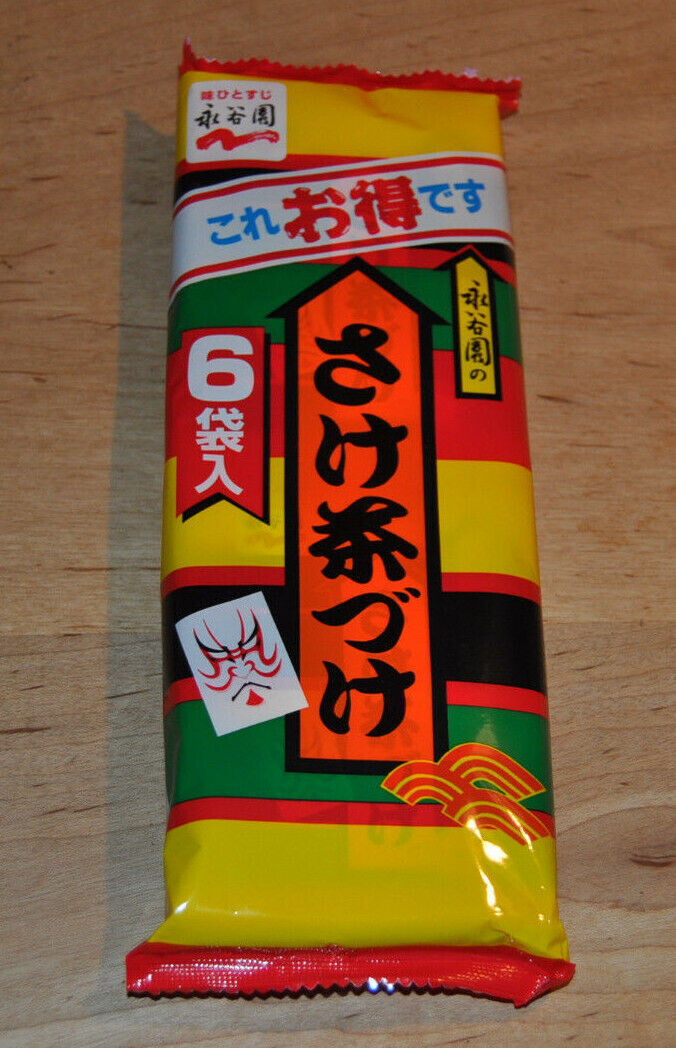 味ひとすじ
永谷園
これお得です
永谷園の
さけ茶づけ
6袋入